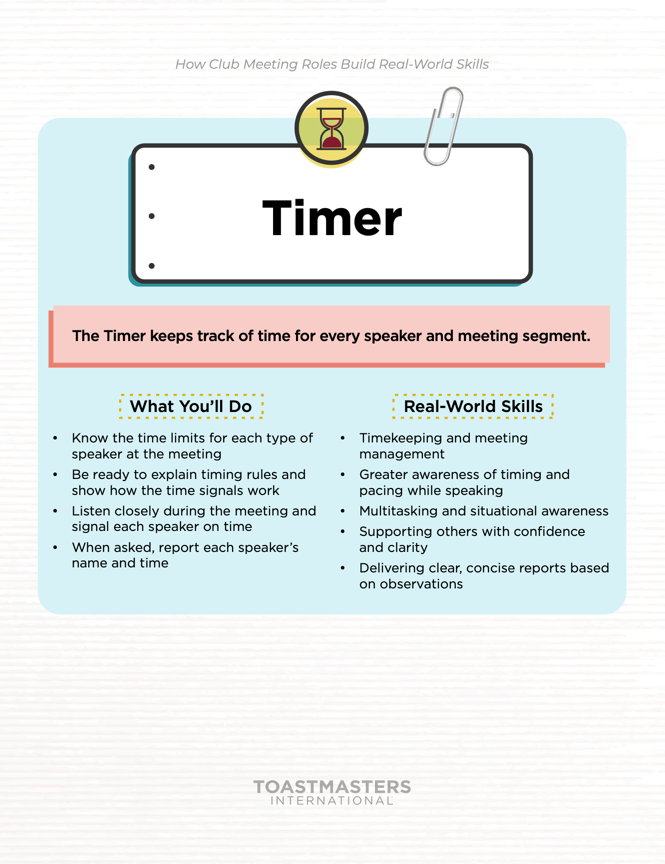 How Club Meeting Roles Build Real-World Skills
Timer
The Timer keeps track of time for every speaker and meeting segment.
What You'll Do
• Know the time limits for each type of
speaker at the meeting
• Be ready to explain timing rules and
show how the time signals work
• Listen closely during the meeting and
signal each speaker on time
• When asked, report each speaker's
name and time
Real-World Skills
• Timekeeping and meeting
management
• Greater awareness of timing and
pacing while speaking
• Multitasking and situational awareness
• Supporting others with confidence
and clarity
• Delivering clear, concise reports based
on observations
TOASTMASTERS
INTERNATIONAL